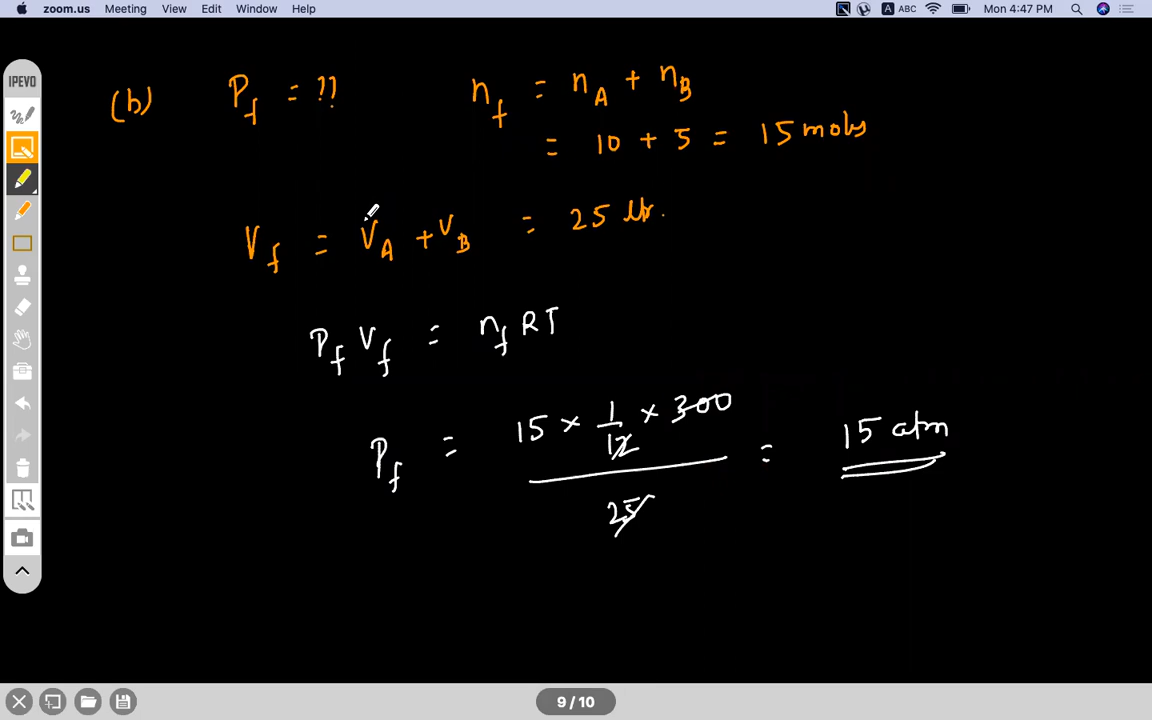 zoom.us Meeting View Edit Window Help A ABC Mon 4:47 PM
IPEVO
(b) P_f = ?? n_f = n_A + n_B
= 10 + 5 = 15 moles
V_f = V_A + V_B = 25 ltr.
P_f V_f = n_f RT
P_f = 15 × 1/12 × 300 / 25 = 15 atm
9 / 10